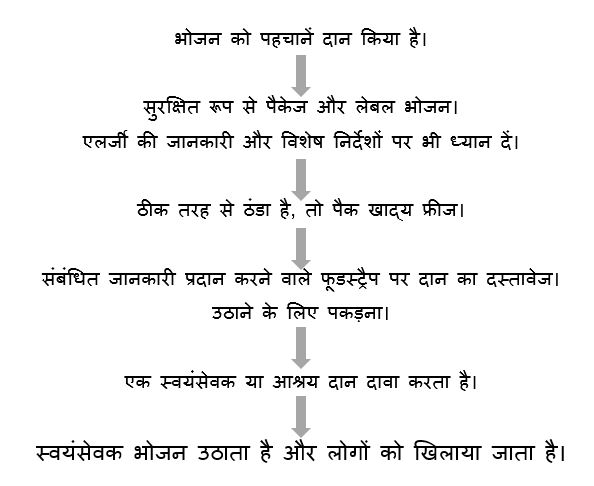 भोजन को पहचानें दान किया है।
सुरक्षित रूप से पैकेज और लेबल भोजन।
एलर्जी की जानकारी और विशेष निर्देशों पर भी ध्यान दें।
ठीक तरह से ठंडा है, तो पैक खाद्य फ्रीज।
संबंधित जानकारी प्रदान करने वाले फूडस्ट्रैप पर दान का दस्तावेज।
उठाने के लिए पकड़ना।
एक स्वयंसेवक या आश्रय दान दावा करता है।
स्वयंसेवक भोजन उठाता है और लोगों को खिलाया जाता है।